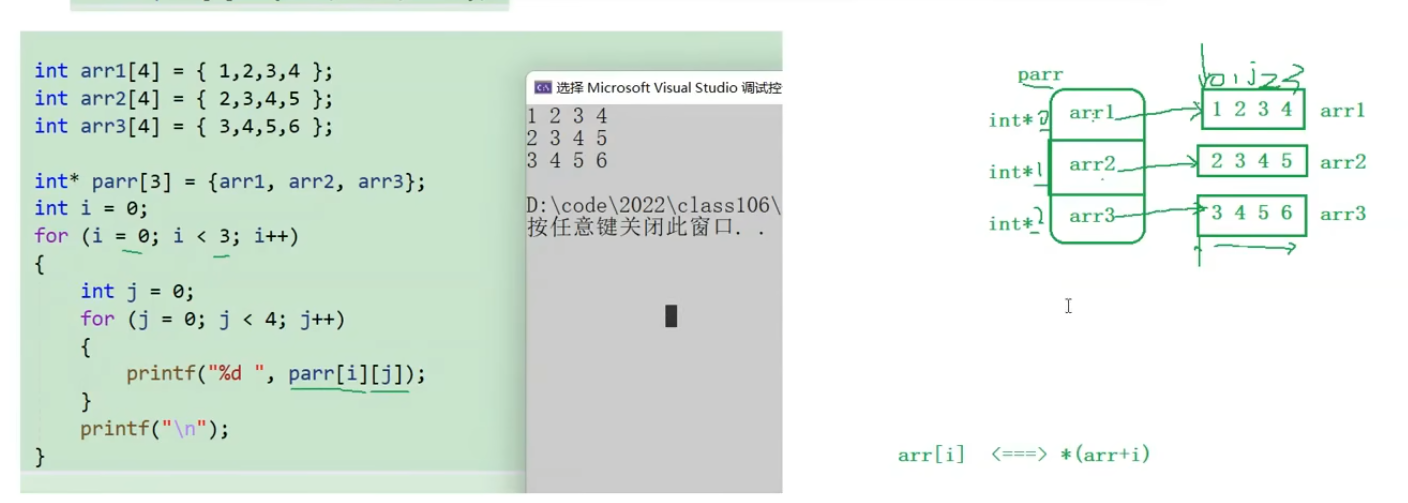 int arr1[4] = { 1,2,3,4 };
int arr2[4] = { 2,3,4,5 };
int arr3[4] = { 3,4,5,6 };
int* parr[3] = {arr1, arr2, arr3};
int i = 0;
for (i = 0; i < 3; i++)
{
int j = 0;
for (j = 0; j < 4; j++)
{
printf("%d ", parr[i][j]);
}
printf("\n");
}
选择 Microsoft Visual Studio 调试控
1 2 3 4
2 3 4 5
3 4 5 6
D:\code\2022\class106\
按任意键关闭此窗口. . .
parr
0 1 j 2 3
int* 0 arr1 1 2 3 4 arr1
int* 1 arr2 2 3 4 5 arr2
int* 2 arr3 3 4 5 6 arr3
arr[i] <===> *(arr+i)